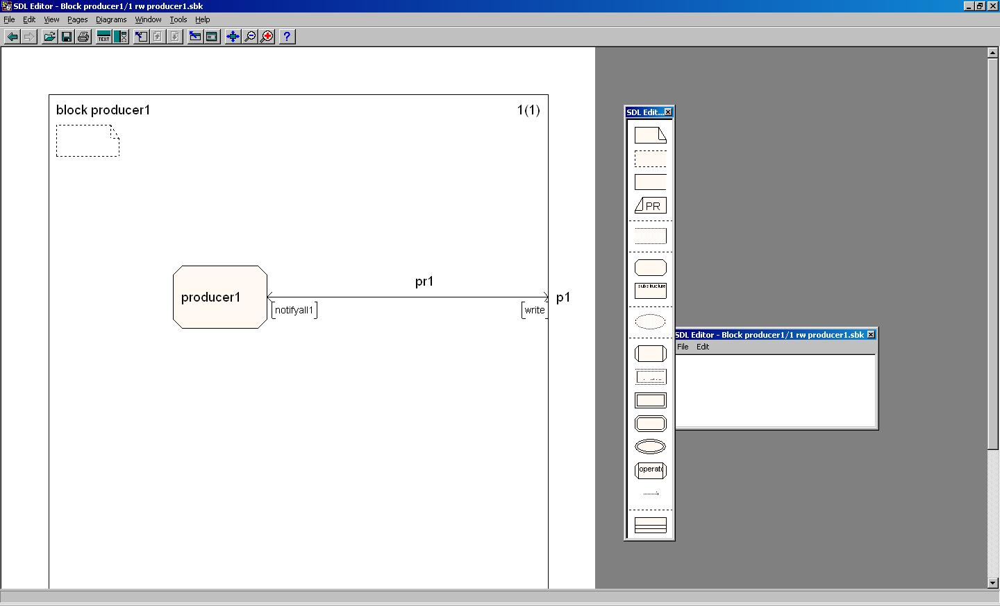 SDL Editor - Block producer1/1 rw producer1.sbk
File Edit View Pages Diagrams Window Tools Help
TEXT
?
block producer1
1(1)
producer1
pr1
p1
[notifyall1]
[write]
SDL Edit...
PR
substructure
operato
SDL Editor - Block producer1/1 rw producer1.sbk
File Edit